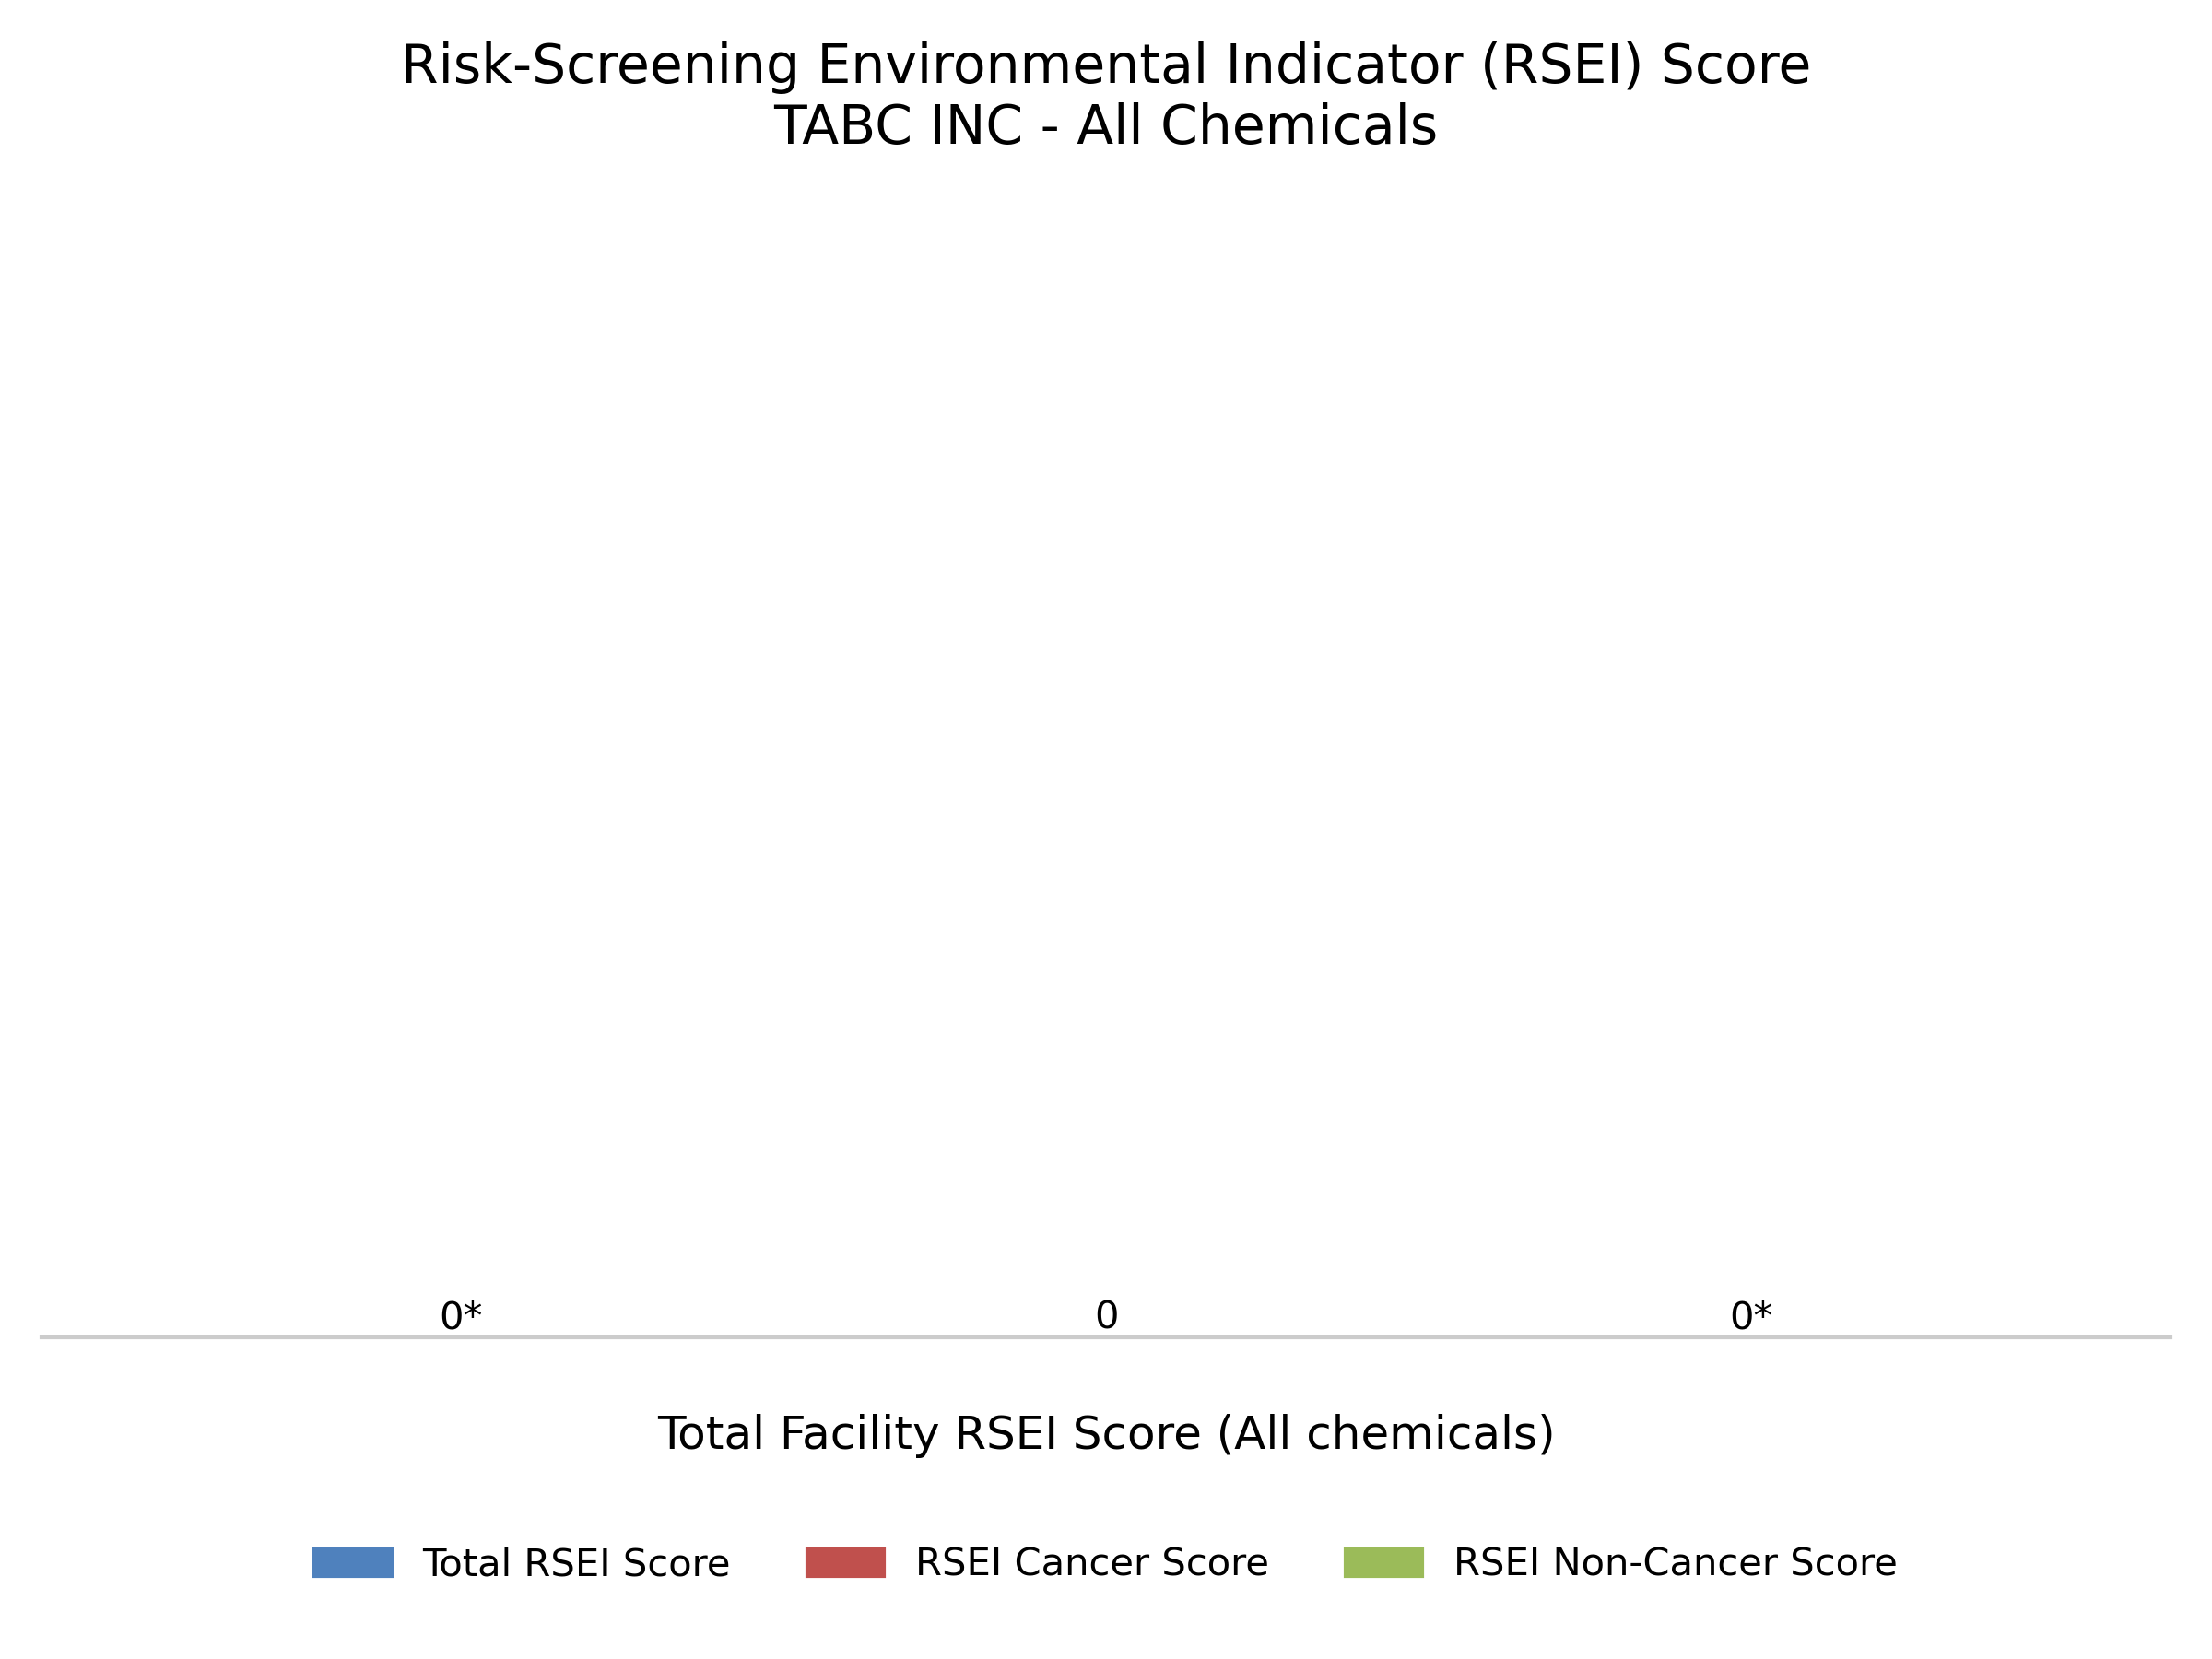 Risk-Screening Environmental Indicator (RSEI) Score
TABC INC - All Chemicals
0*
0
0*
Total Facility RSEI Score (All chemicals)
Total RSEI Score
RSEI Cancer Score
RSEI Non-Cancer Score